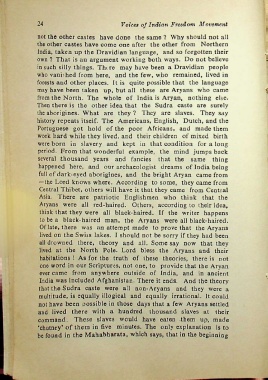 24 Voices of Indian Freedom Movement
not the other castes have done the same ? Why should not all
the other castes have come one after the other from Northern
India, taken up the Dravidian language, and so forgotten their
own ? That is an argument working both ways. Do not believe
in such silly things. There may have been a Dravidian people
who vanished from here, and the few, who remained, lived in
forests and other places. It is quite possible that the language
may have been taken up, but all these are Aryans who came
from the North. The whole of India is Aryan, nothing else.
Then there is the other idea that the Sudra caste are surely
the aborigines. What are they ? They are slaves. They say
history repeats itself. The Americans, English, Dutch, and the
Portuguese got hold of the poor Africans, and made them
work hard while they lived, and their children of mixed birth
were born in slavery and kept in that condition for a long
period. From that wonderful example, the mind jumps back
several thousand years and fancies that the same thing
happened here, and our archaeologist dreams of India being
full of dark-eyed aborigines, and the bright Aryan came from
—the Lord knows where. According to some, they came from
Central Thibet, others will have it that they came from Central
Asia. There are patriotic Englishmen who think that the
Aryans were all red-haired. Others, according to their idea,
think that they were all black-haired. If the writer happens
to be a black-haired man, the Aryans were all black-haired.
Of late, there was an attempt made to prove that the Aryans
lived on the Swiss lakes. I should not be sorry if they had been
all drowned there, theory and all. Some say now that they
lived at the North Pole. Lord bless the Aryans and their
habitations ! As for the truth of these theories, there is not
one word in our Scriptures, not one, to provide that the Aryan
ever came from anywhere outside of India, and in ancient
India was included Afghanistan. There it ends. And the theory
that the Sudra caste were all non-Aryans and they were a
multitude, is equally illogical and equally irrational. It could
not have been possible in those days that a few Aryans settled
and lived there with a hundred thousand slaves at their
command. These slaves would have eaten them up, made
'chutney' of them in five minutes. The only explanation is to
be found in the Mahabharata, which says, that in the beginning